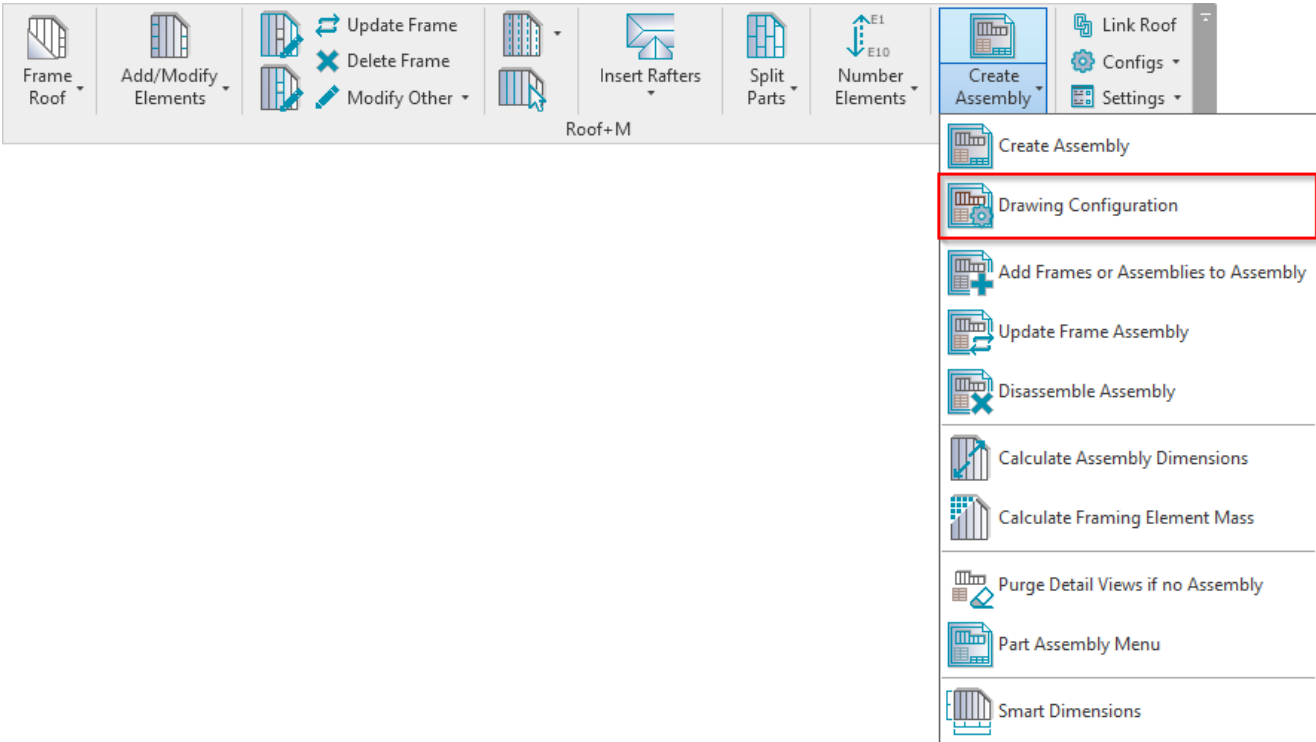 Frame Roof
Add/Modify Elements
Update Frame
Delete Frame
Modify Other
Insert Rafters
Split Parts
E1
E10
Number Elements
Create Assembly
Link Roof
Configs
Settings
Roof+M
Create Assembly
Drawing Configuration
Add Frames or Assemblies to Assembly
Update Frame Assembly
Disassemble Assembly
Calculate Assembly Dimensions
Calculate Framing Element Mass
Purge Detail Views if no Assembly
Part Assembly Menu
Smart Dimensions